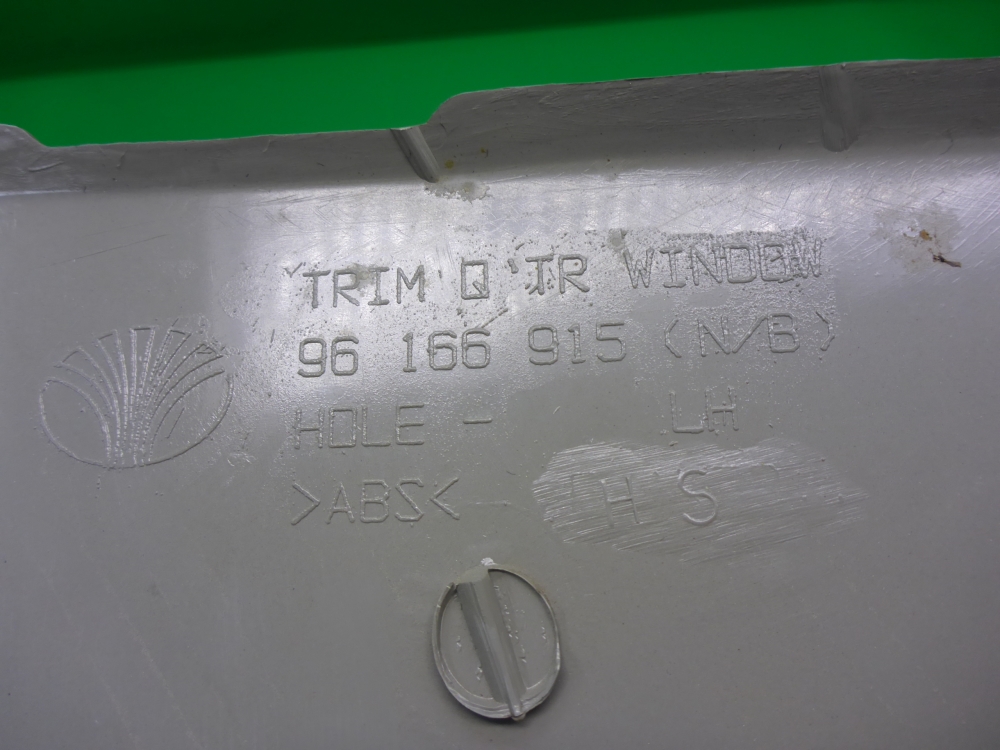 TRIM Q'TR WINDOW
96 166 915 (N/B)
HOLE - LH
>ABS<
H S